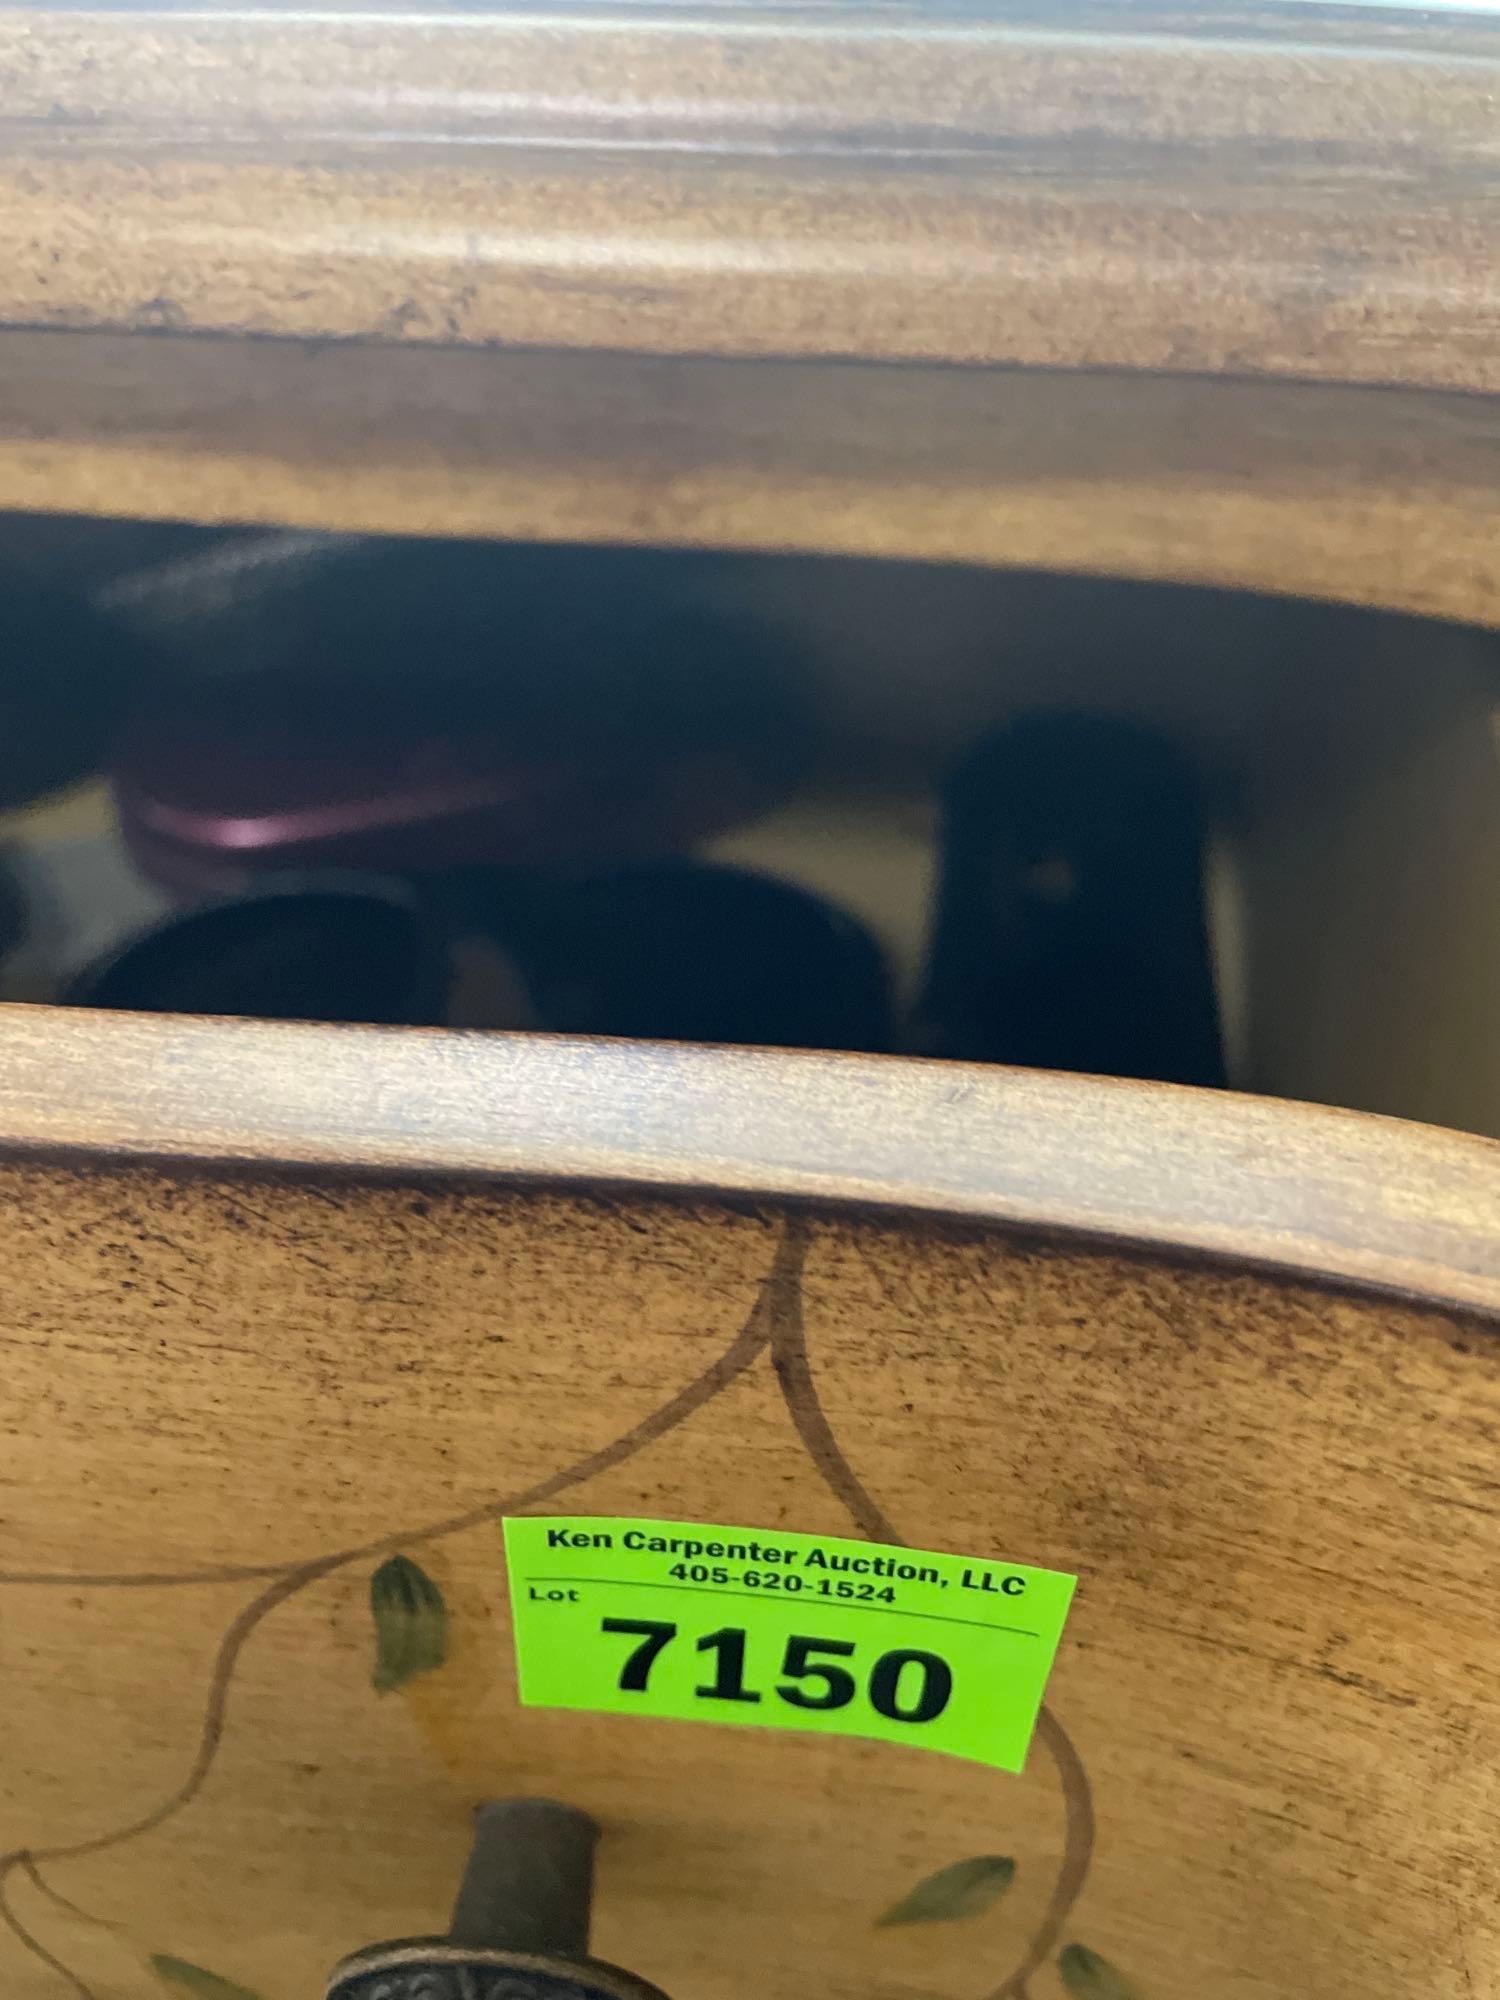 Ken Carpenter Auction, LLC
405-620-1524
Lot
7150